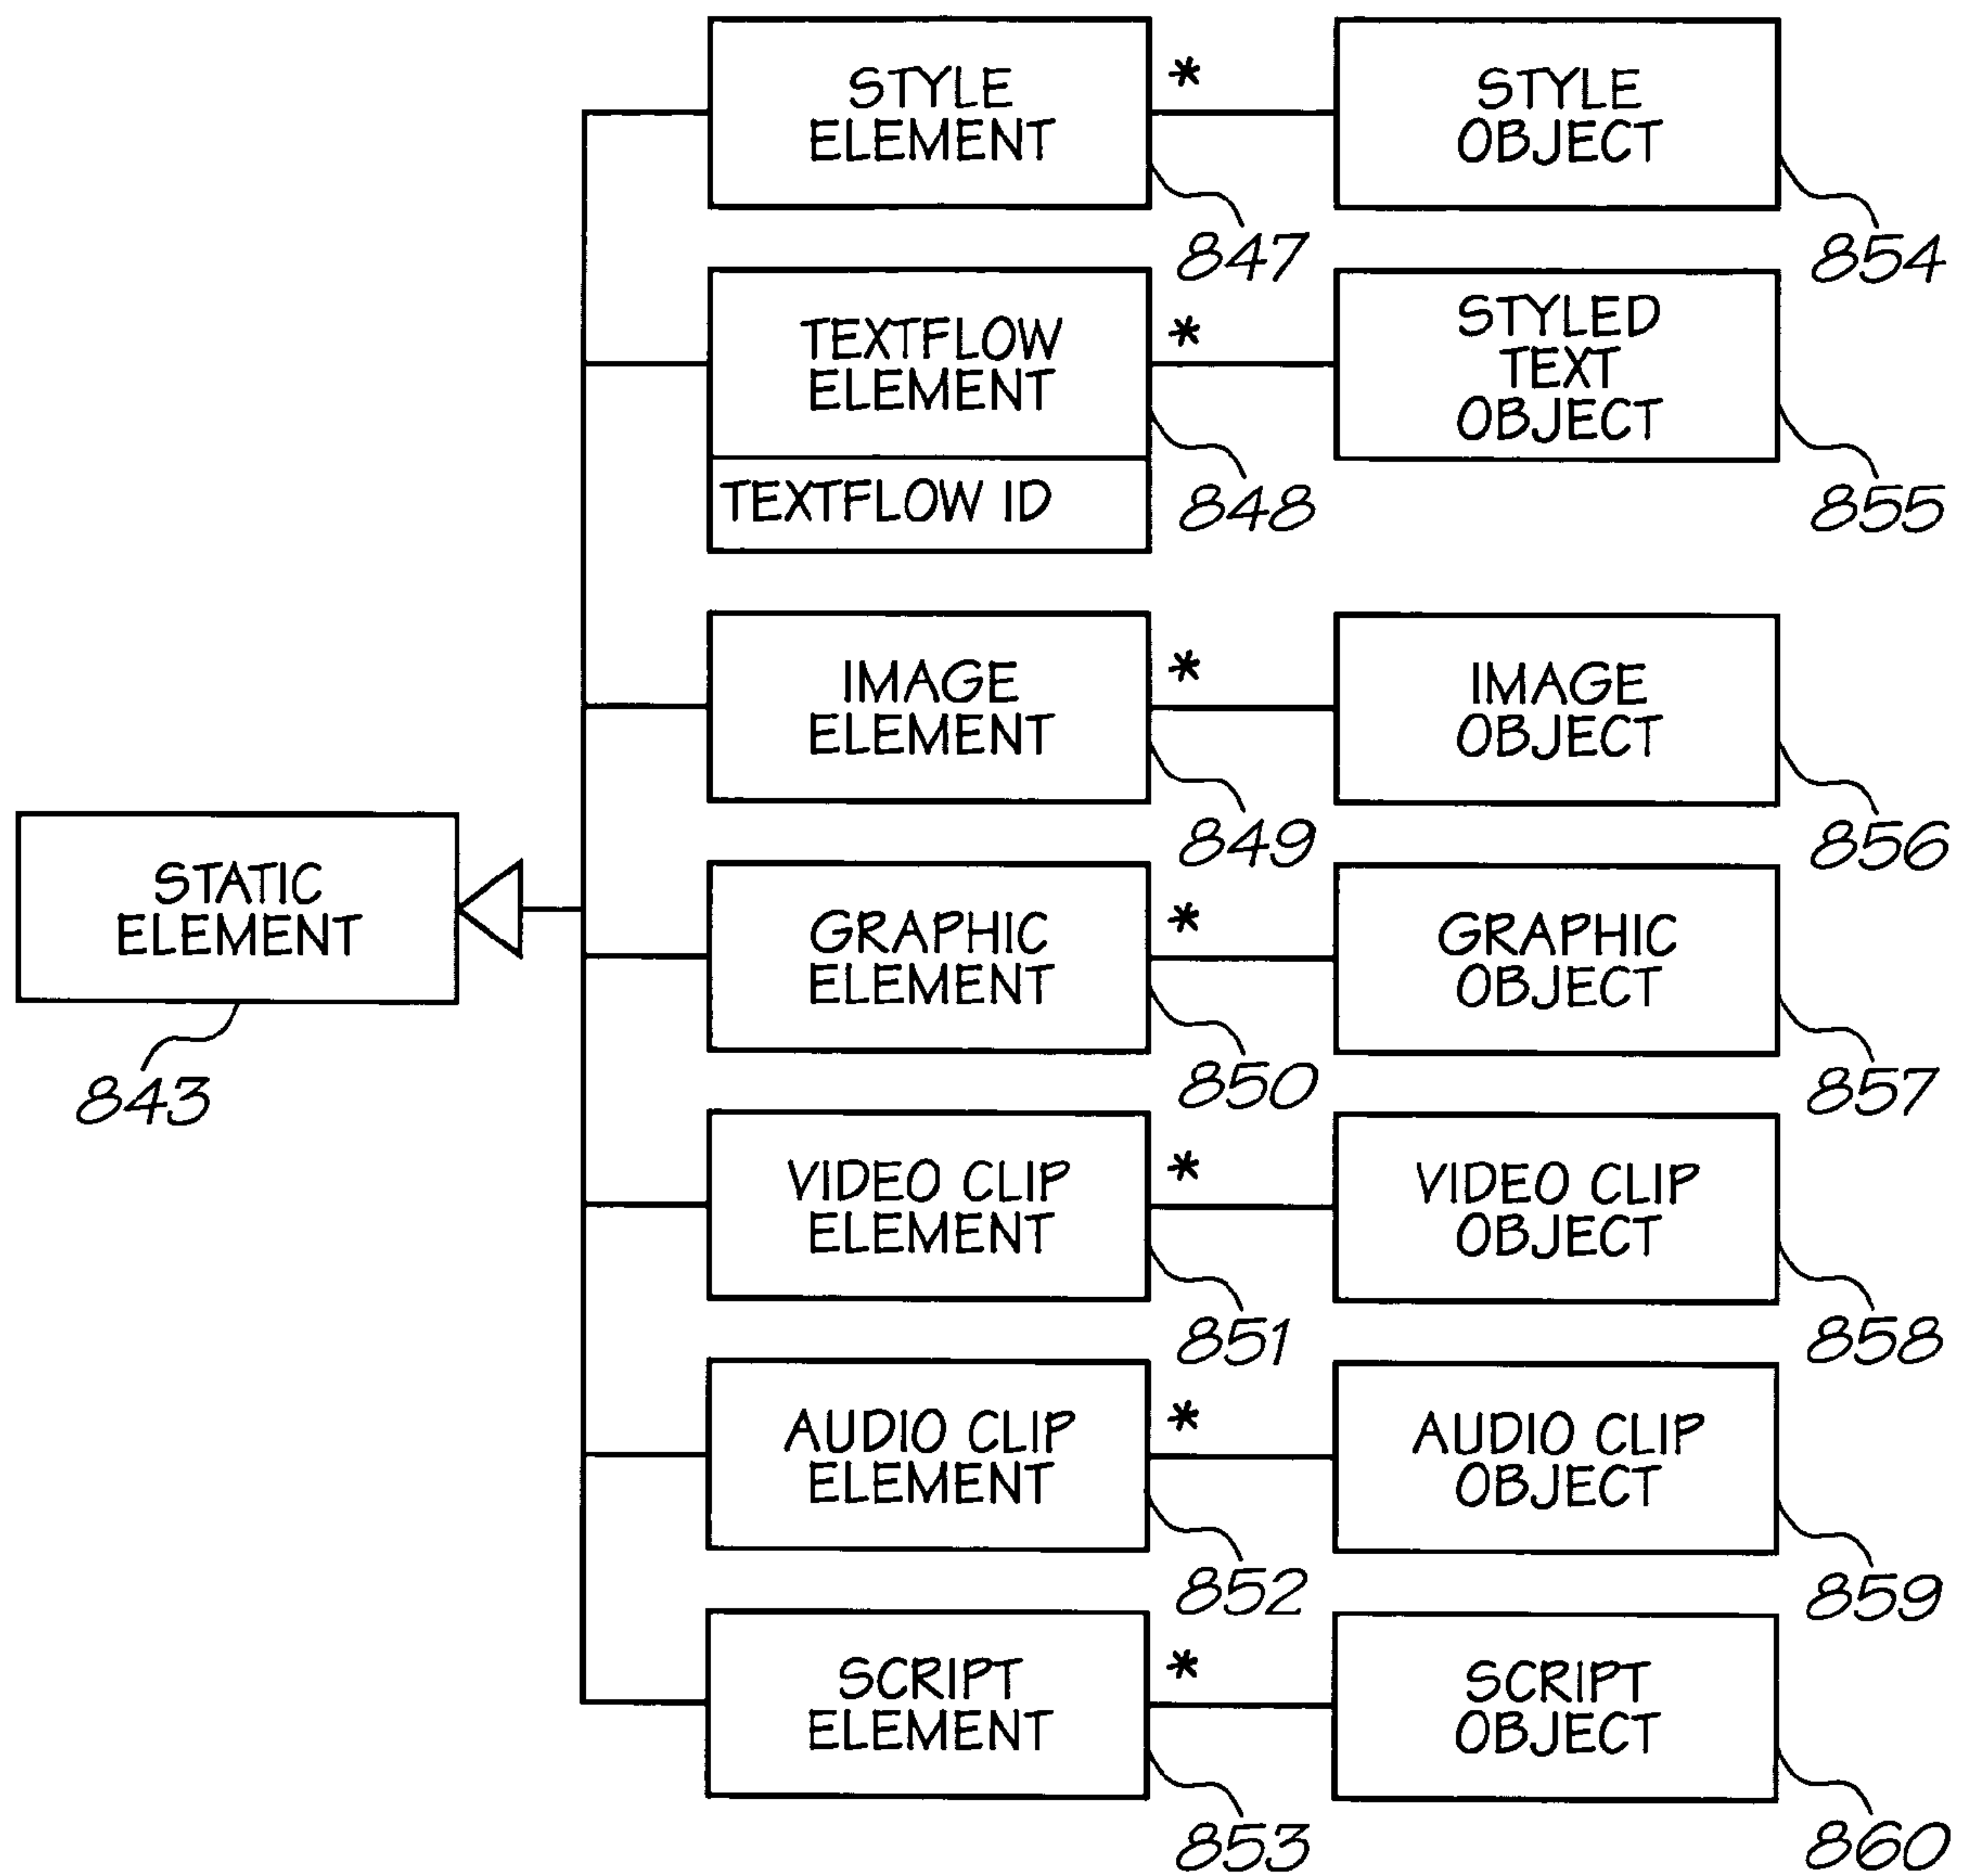 STYLE
ELEMENT
*
STYLE
OBJECT
847
854
TEXTFLOW
ELEMENT
TEXTFLOW ID
*
STYLED
TEXT
OBJECT
848
855
IMAGE
ELEMENT
*
IMAGE
OBJECT
849
856
STATIC
ELEMENT
843
GRAPHIC
ELEMENT
*
GRAPHIC
OBJECT
850
857
VIDEO CLIP
ELEMENT
*
VIDEO CLIP
OBJECT
851
858
AUDIO CLIP
ELEMENT
*
AUDIO CLIP
OBJECT
852
859
SCRIPT
ELEMENT
*
SCRIPT
OBJECT
853
860